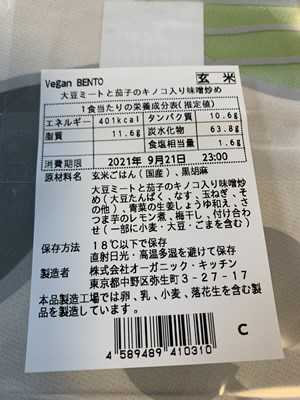 Vegan BENTO
玄 米
大豆ミートと茄子のキノコ入り味噌炒め
1食当たりの栄養成分表(推定値)
エネルギー 401kcal タンパク質 10.6g
脂質 11.6g 炭水化物 63.8g
食塩相当量 1.6g
消費期限 2021年 9月21日 23:00
原材料名 玄米ごはん(国産)、黒胡麻
大豆ミートと茄子のキノコ入り味噌炒
め(大豆たんぱく、なす、玉ねぎ、そ
の他)、青菜の生姜しょうゆ和え、さ
つま芋のレモン煮、梅干し、付け合わ
せ(一部に小麦・大豆・ごまを含む)
保存方法 18℃以下で保存
直射日光・高温多湿を避けて保存
製造者 株式会社オーガニック・キッチン
東京都中野区弥生町3-27-17
本品製造工場では卵、乳、小麦、落花生を含む製
品を製造しています。
C
4 589489 410310